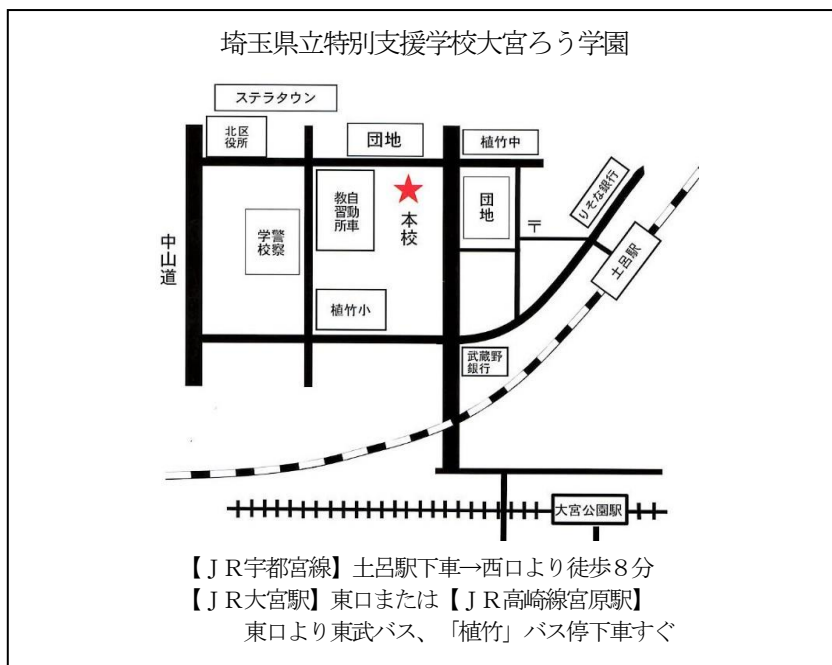 埼玉県立特別支援学校大宮ろう学園
ステラタウン
北区
役所
団地
植竹中
りそな銀行
自動車
教習所
本校
団地
〒
警察
学校
中山道
土呂駅
植竹小
武蔵野
銀行
大宮公園駅
【ＪＲ宇都宮線】土呂駅下車→西口より徒歩８分
【ＪＲ大宮駅】東口または【ＪＲ高崎線宮原駅】
東口より東武バス、「植竹」バス停下車すぐ